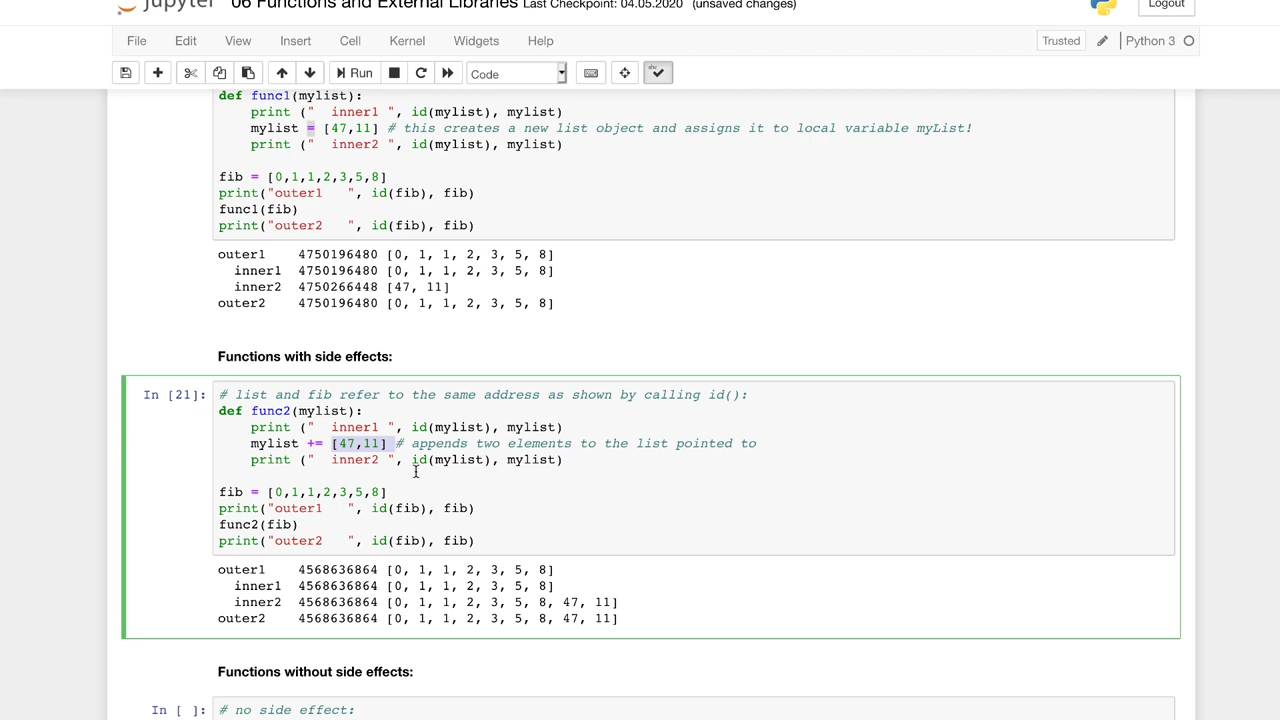 jupyter 06 Functions and External Libraries Last Checkpoint: 04.05.2020 (unsaved changes) Logout
File Edit View Insert Cell Kernel Widgets Help Trusted Python 3
Run Code
def func1(mylist):
    print ("  inner1 ", id(mylist), mylist)
    mylist = [47,11] # this creates a new list object and assigns it to local variable myList!
    print ("  inner2 ", id(mylist), mylist)
fib = [0,1,1,2,3,5,8]
print("outer1   ", id(fib), fib)
func1(fib)
print("outer2   ", id(fib), fib)
outer1    4750196480 [0, 1, 1, 2, 3, 5, 8]
  inner1  4750196480 [0, 1, 1, 2, 3, 5, 8]
  inner2  4750266448 [47, 11]
outer2    4750196480 [0, 1, 1, 2, 3, 5, 8]
Functions with side effects:
In [21]: # list and fib refer to the same address as shown by calling id():
def func2(mylist):
    print ("  inner1 ", id(mylist), mylist)
    mylist += [47,11] # appends two elements to the list pointed to
    print ("  inner2 ", id(mylist), mylist)
fib = [0,1,1,2,3,5,8]
print("outer1   ", id(fib), fib)
func2(fib)
print("outer2   ", id(fib), fib)
outer1    4568636864 [0, 1, 1, 2, 3, 5, 8]
  inner1  4568636864 [0, 1, 1, 2, 3, 5, 8]
  inner2  4568636864 [0, 1, 1, 2, 3, 5, 8, 47, 11]
outer2    4568636864 [0, 1, 1, 2, 3, 5, 8, 47, 11]
Functions without side effects:
In [ ]: # no side effect: